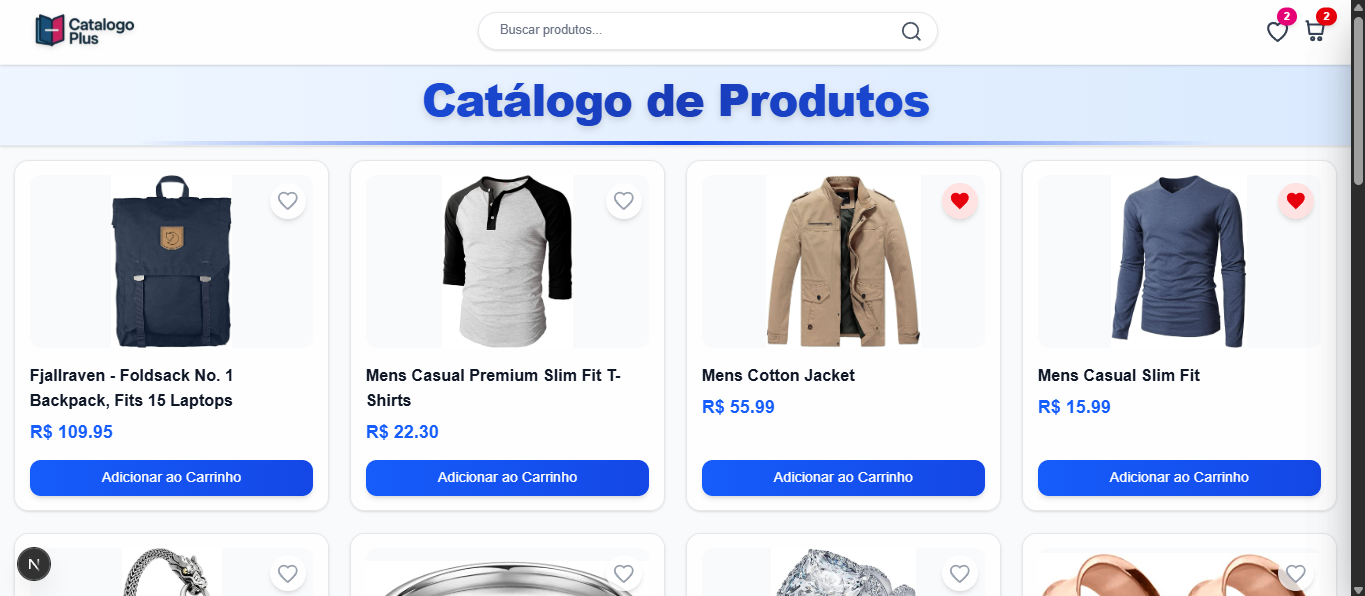 Catalogo
Plus
Buscar produtos...
2
2
Catálogo de Produtos
Fjallraven - Foldsack No. 1
Backpack, Fits 15 Laptops
R$ 109.95
Adicionar ao Carrinho
Mens Casual Premium Slim Fit T-
Shirts
R$ 22.30
Adicionar ao Carrinho
Mens Cotton Jacket
R$ 55.99
Adicionar ao Carrinho
Mens Casual Slim Fit
R$ 15.99
Adicionar ao Carrinho
N